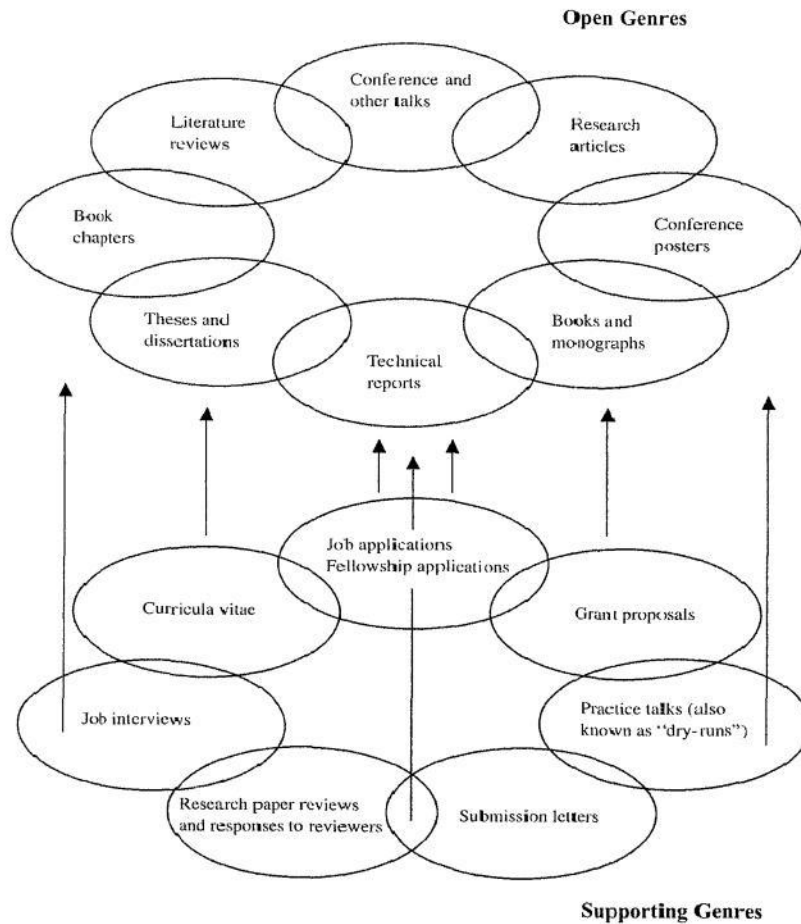 Open Genres
Conference and
other talks
Literature
reviews
Research
articles
Book
chapters
Conference
posters
Theses and
dissertations
Books and
monographs
Technical
reports
Job applications
Fellowship applications
Curricula vitae
Grant proposals
Job interviews
Practice talks (also
known as “dry-runs”)
Research paper reviews
and responses to reviewers
Submission letters
Supporting Genres